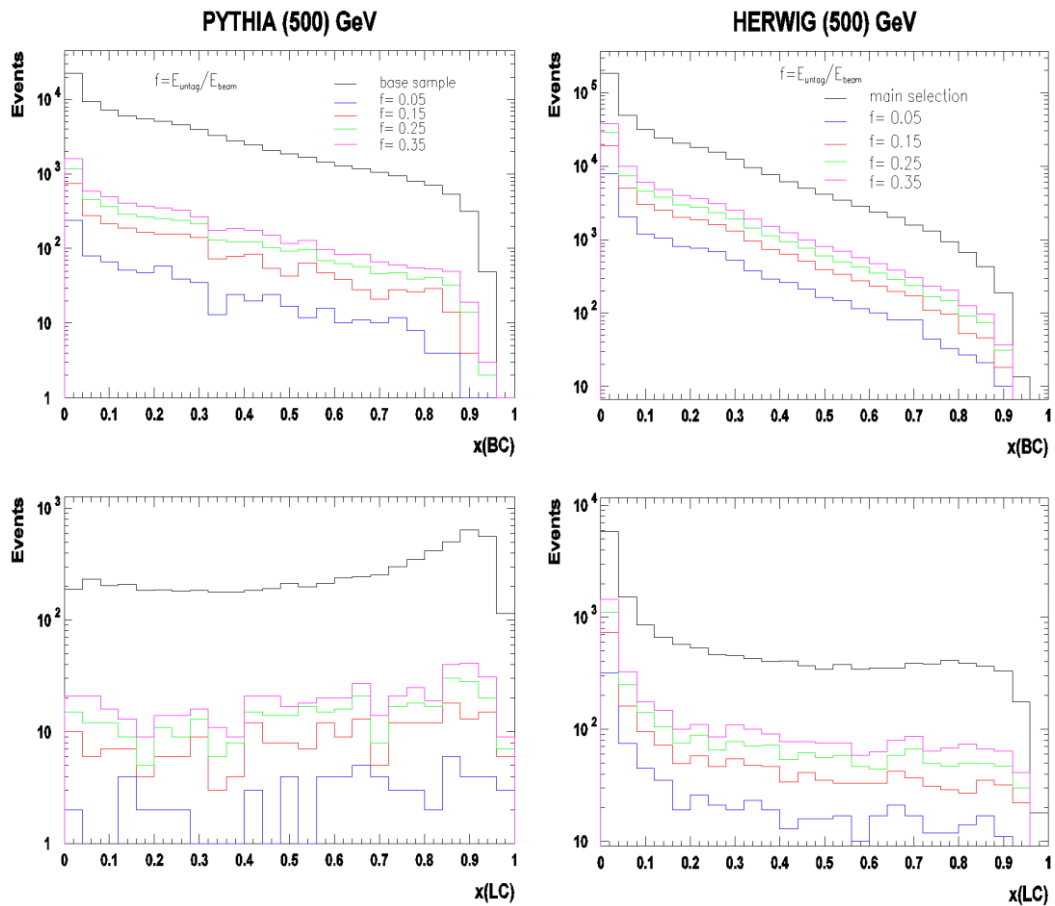 PYTHIA (500) GeV
HERWIG (500) GeV
Events
f=E_untag/E_beam
base sample
f= 0.05
f= 0.15
f= 0.25
f= 0.35
10^4
10^3
10^2
10
1
0 0.1 0.2 0.3 0.4 0.5 0.6 0.7 0.8 0.9 1
x(BC)
Events
f=E_untag/E_beam
main selection
f= 0.05
f= 0.15
f= 0.25
f= 0.35
10^5
10^4
10^3
10^2
10
0 0.1 0.2 0.3 0.4 0.5 0.6 0.7 0.8 0.9 1
x(BC)
Events
10^3
10^2
10
1
0 0.1 0.2 0.3 0.4 0.5 0.6 0.7 0.8 0.9 1
x(LC)
Events
10^4
10^3
10^2
10
0 0.1 0.2 0.3 0.4 0.5 0.6 0.7 0.8 0.9 1
x(LC)